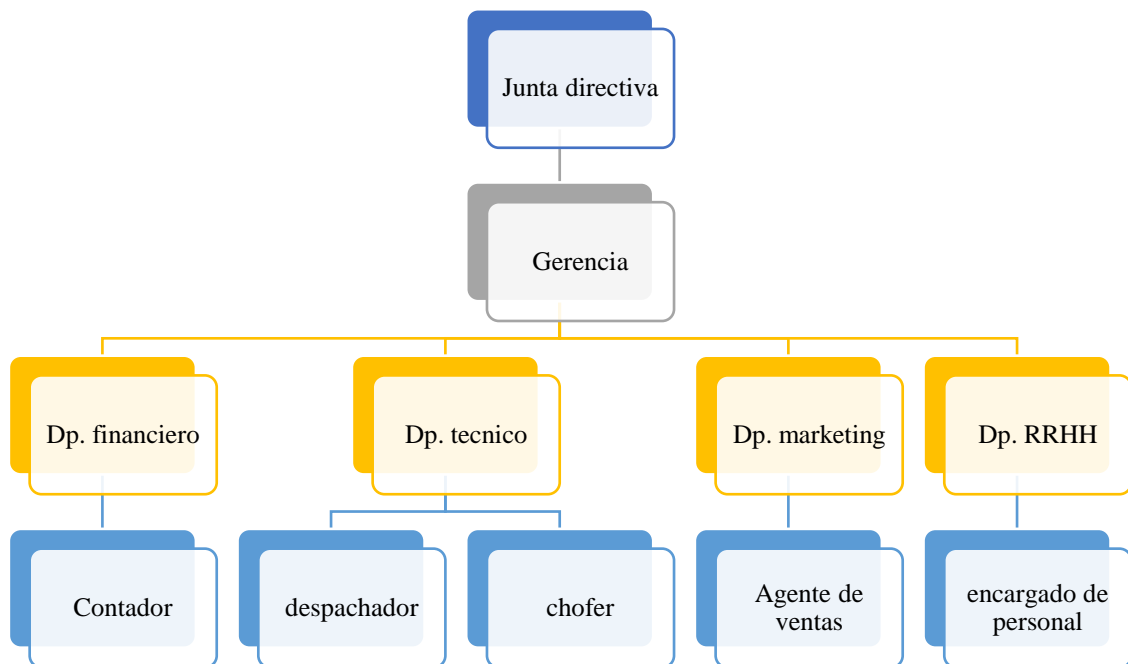 Junta directiva
Gerencia
Dp. financiero
Dp. tecnico
Dp. marketing
Dp. RRHH
Contador
despachador
chofer
Agente de
ventas
encargado de
personal